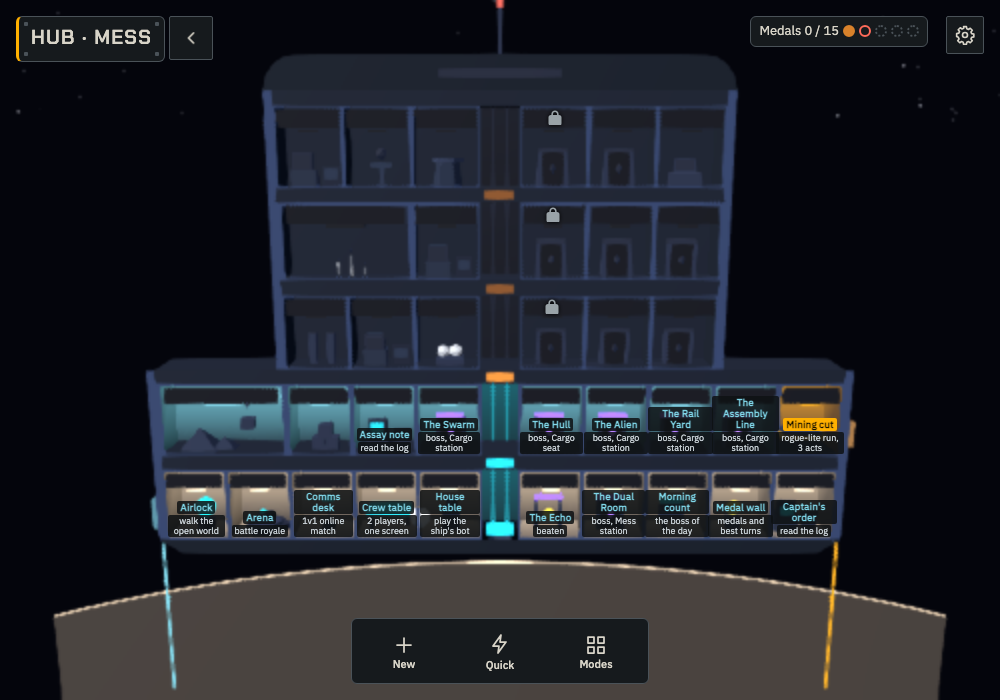 HUB · MESS
Medals 0 / 15
The Swarm
boss, Cargo
station
Assay note
read the log
The Hull
boss, Cargo
seat
The Alien
boss, Cargo
station
The Rail
Yard
boss, Cargo
station
The
Assembly
Line
boss, Cargo
station
Mining cut
rogue-lite run,
3 acts
Airlock
walk the
open world
Arena
battle royale
Comms
desk
1v1 online
match
Crew table
2 players,
one screen
House
table
play the
ship's bot
The Echo
beaten
The Dual
Room
boss, Mess
station
Morning
count
the boss of
the day
Medal wall
medals and
best turns
Captain's
order
read the log
New
Quick
Modes